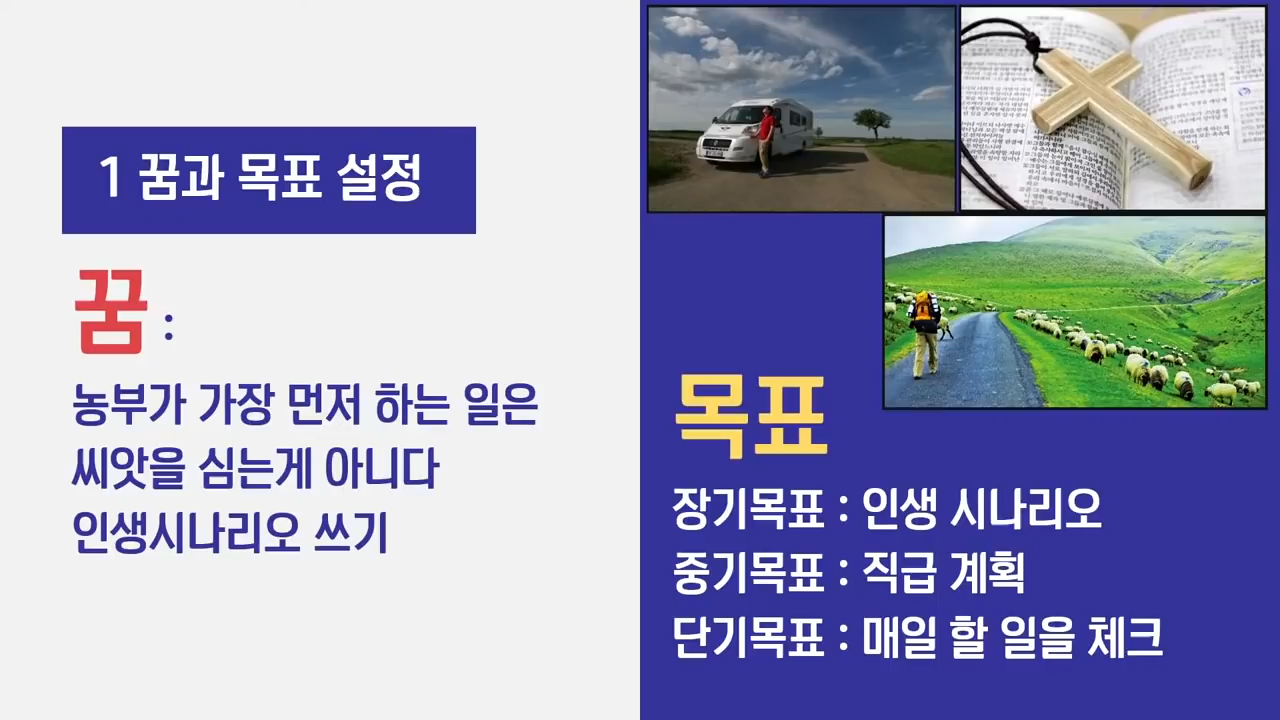 1 꿈과 목표 설정
꿈 :
농부가 가장 먼저 하는 일은
씨앗을 심는게 아니다
인생시나리오 쓰기
목표
장기목표 : 인생 시나리오
중기목표 : 직급 계획
단기목표 : 매일 할 일을 체크